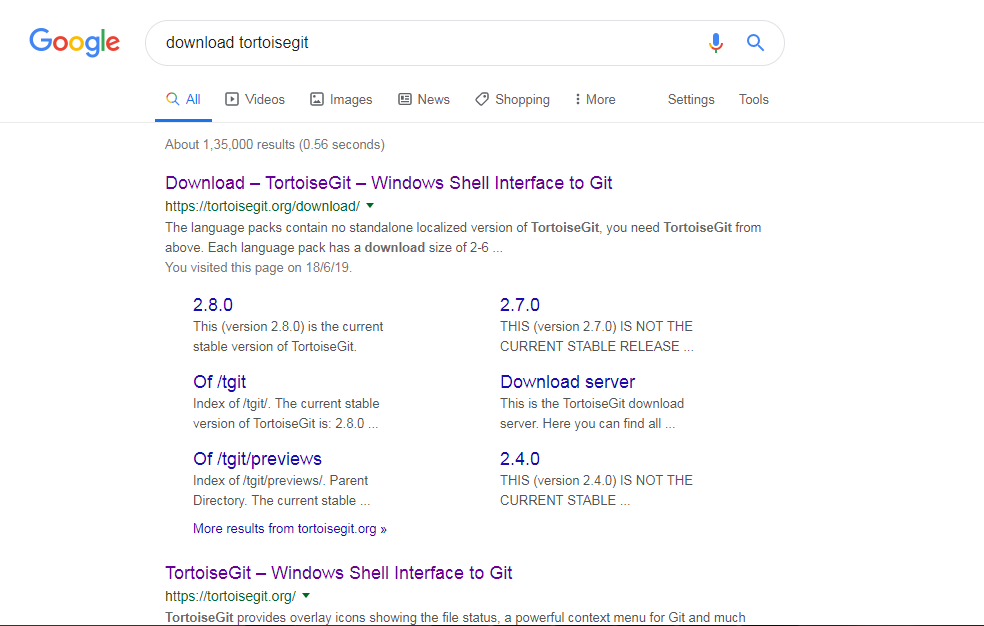 Google
download tortoisegit
All Videos Images News Shopping More Settings Tools
About 1,35,000 results (0.56 seconds)
Download – TortoiseGit – Windows Shell Interface to Git
https://tortoisegit.org/download/
The language packs contain no standalone localized version of TortoiseGit, you need TortoiseGit from
above. Each language pack has a download size of 2-6 ...
You visited this page on 18/6/19.
2.8.0
This (version 2.8.0) is the current
stable version of TortoiseGit.
2.7.0
THIS (version 2.7.0) IS NOT THE
CURRENT STABLE RELEASE ...
Of /tgit
Index of /tgit/. The current stable
version of TortoiseGit is: 2.8.0 ...
Download server
This is the TortoiseGit download
server. Here you can find all ...
Of /tgit/previews
Index of /tgit/previews/. Parent
Directory. The current stable ...
2.4.0
THIS (version 2.4.0) IS NOT THE
CURRENT STABLE ...
More results from tortoisegit.org »
TortoiseGit – Windows Shell Interface to Git
https://tortoisegit.org/
TortoiseGit provides overlay icons showing the file status, a powerful context menu for Git and much